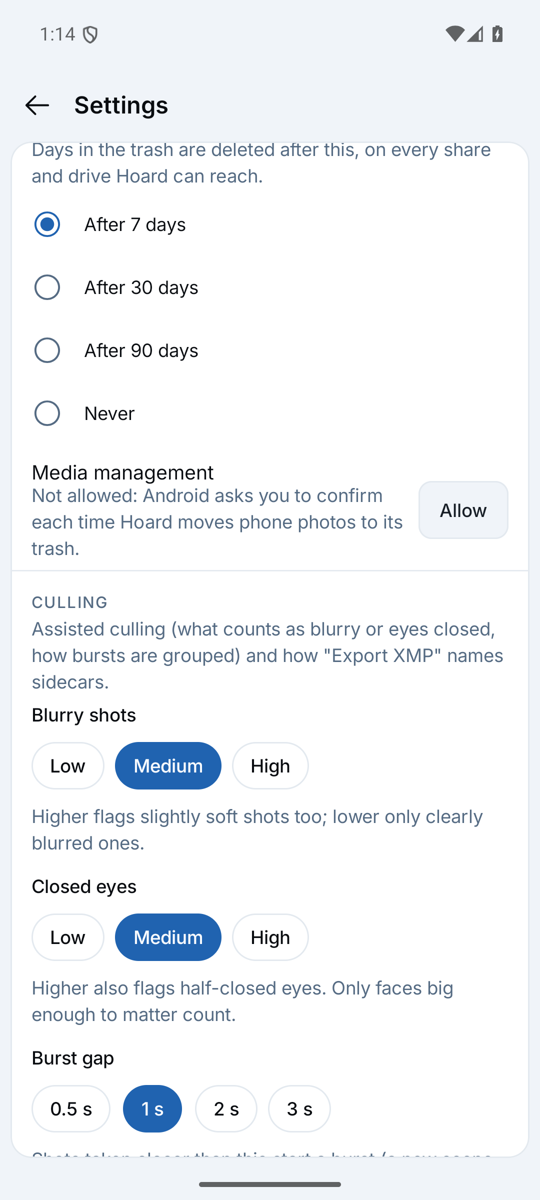 1:14
Settings
Days in the trash are deleted after this, on every share
and drive Hoard can reach.
After 7 days
After 30 days
After 90 days
Never
Media management
Not allowed: Android asks you to confirm
each time Hoard moves phone photos to its
trash.
Allow
CULLING
Assisted culling (what counts as blurry or eyes closed,
how bursts are grouped) and how "Export XMP" names
sidecars.
Blurry shots
Low
Medium
High
Higher flags slightly soft shots too; lower only clearly
blurred ones.
Closed eyes
Low
Medium
High
Higher also flags half-closed eyes. Only faces big
enough to matter count.
Burst gap
0.5 s
1 s
2 s
3 s